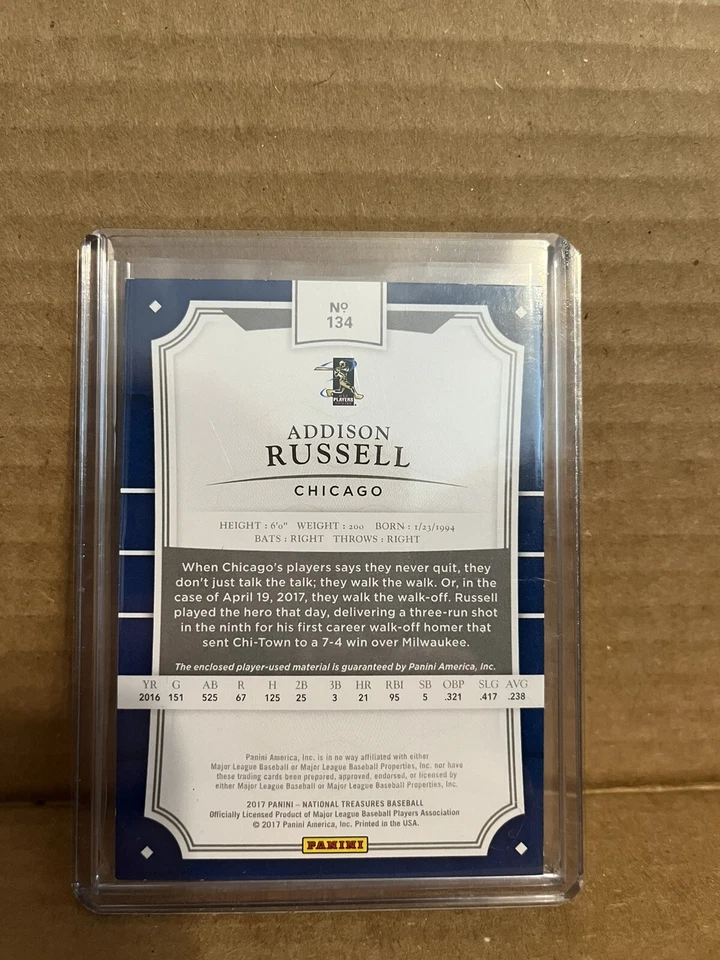 Nº
134
PLAYERS
ADDISON
RUSSELL
CHICAGO
HEIGHT : 6'0" WEIGHT : 200 BORN : 1/23/1994
BATS : RIGHT THROWS : RIGHT
When Chicago's players says they never quit, they
don't just talk the talk; they walk the walk. Or, in the
case of April 19, 2017, they walk the walk-off. Russell
played the hero that day, delivering a three-run shot
in the ninth for his first career walk-off homer that
sent Chi-Town to a 7-4 win over Milwaukee.
The enclosed player-used material is guaranteed by Panini America, Inc.
YR G AB R H 2B 3B HR RBI SB OBP SLG AVG
2016 151 525 67 125 25 3 21 95 5 .321 .417 .238
Panini America, Inc. is in no way affiliated with either
Major League Baseball or Major League Baseball Properties, Inc. nor have
these trading cards been prepared, approved, endorsed, or licensed by
either Major League Baseball or Major League Baseball Properties, Inc.
2017 PANINI – NATIONAL TREASURES BASEBALL
Officially Licensed Product of Major League Baseball Players Association
© 2017 Panini America, Inc. Printed in the USA.
PANINI